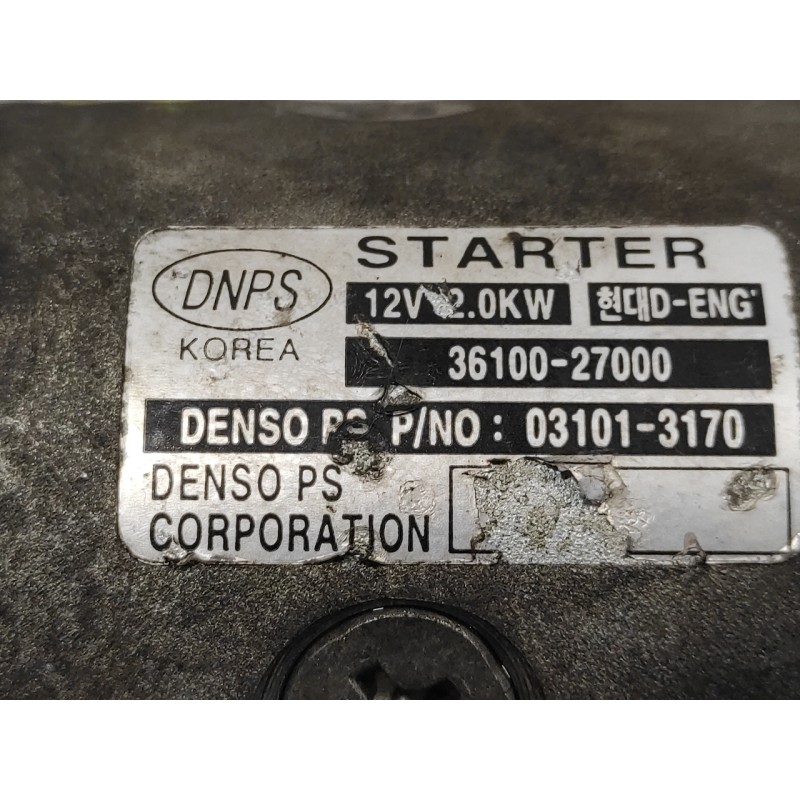 STARTER
DNPS
12V 2.0KW 현대D-ENG'
KOREA
36100-27000
DENSO PS P/NO : 03101-3170
DENSO PS
CORPORATION